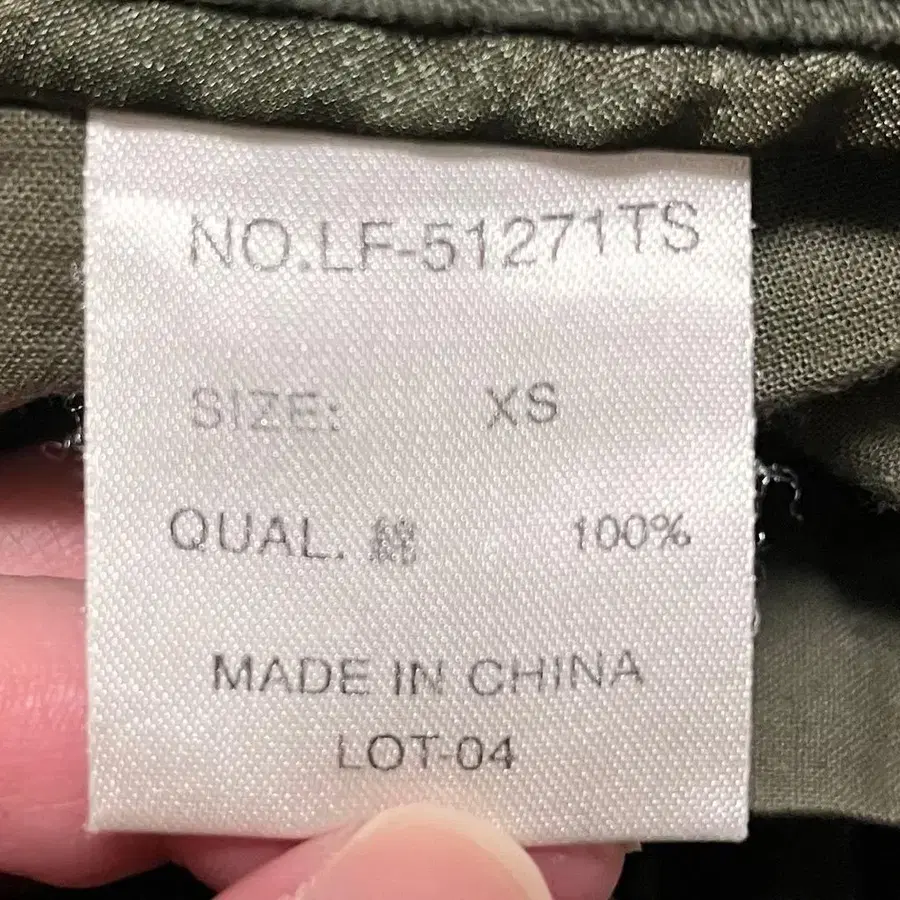 NO.LF-51271TS
SIZE: XS
QUAL. 綿 100%
MADE IN CHINA
LOT-04